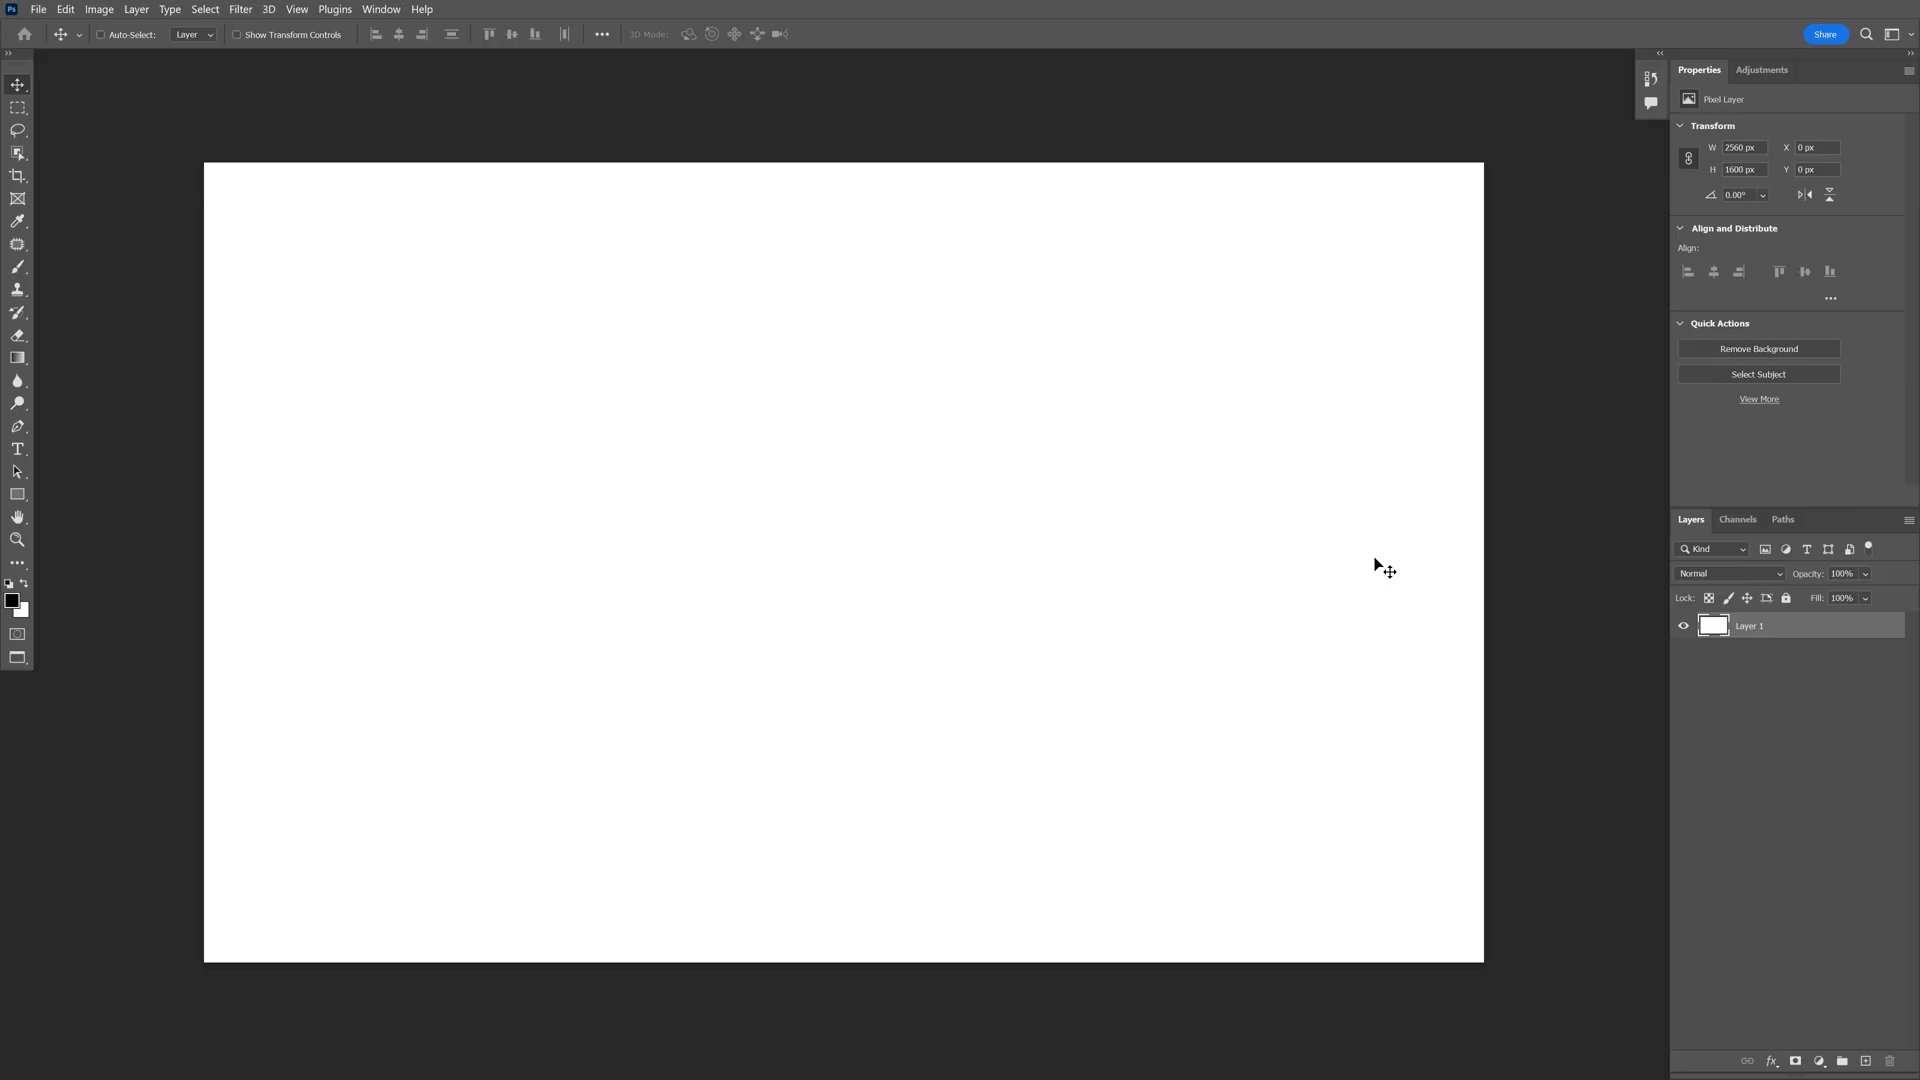 Ps File Edit Image Layer Type Select Filter 3D View Plugins Window Help
Auto-Select: Layer Show Transform Controls 3D Mode: Share
Properties Adjustments
Pixel Layer
Transform
W 2560 px X 0 px
H 1600 px Y 0 px
0.00°
Align and Distribute
Align:
Quick Actions
Remove Background
Select Subject
View More
Layers Channels Paths
Kind
Normal Opacity: 100%
Lock: Fill: 100%
Layer 1
fx